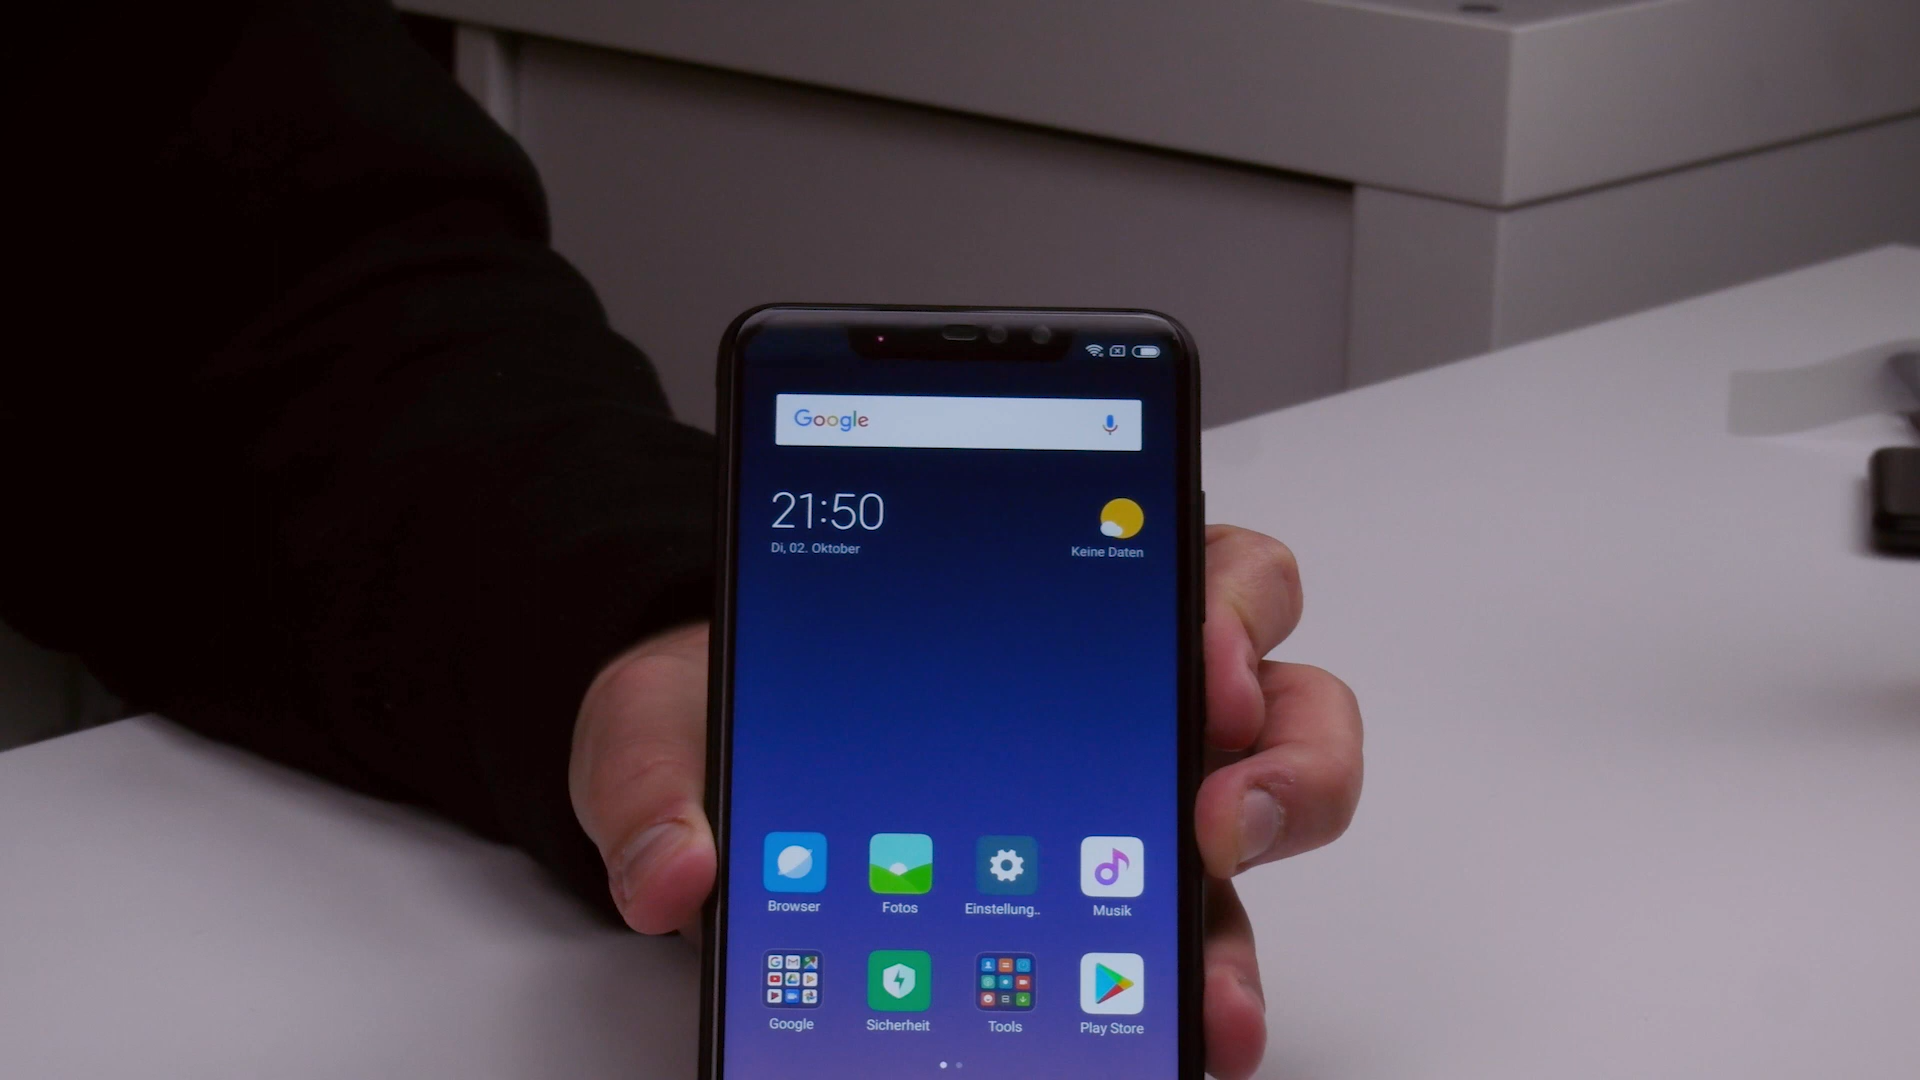 Google
21:50
Di, 02. Oktober
Keine Daten
Browser
Fotos
Einstellung..
Musik
Google
Sicherheit
Tools
Play Store